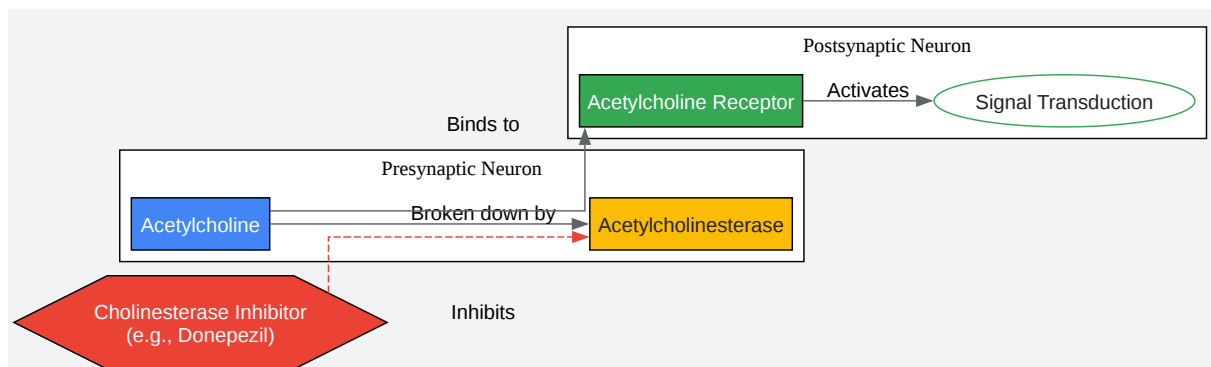 Postsynaptic Neuron
Acetylcholine Receptor
Activates
Signal Transduction
Binds to
Presynaptic Neuron
Acetylcholine
Broken down by
Acetylcholinesterase
Cholinesterase Inhibitor
(e.g., Donepezil)
Inhibits